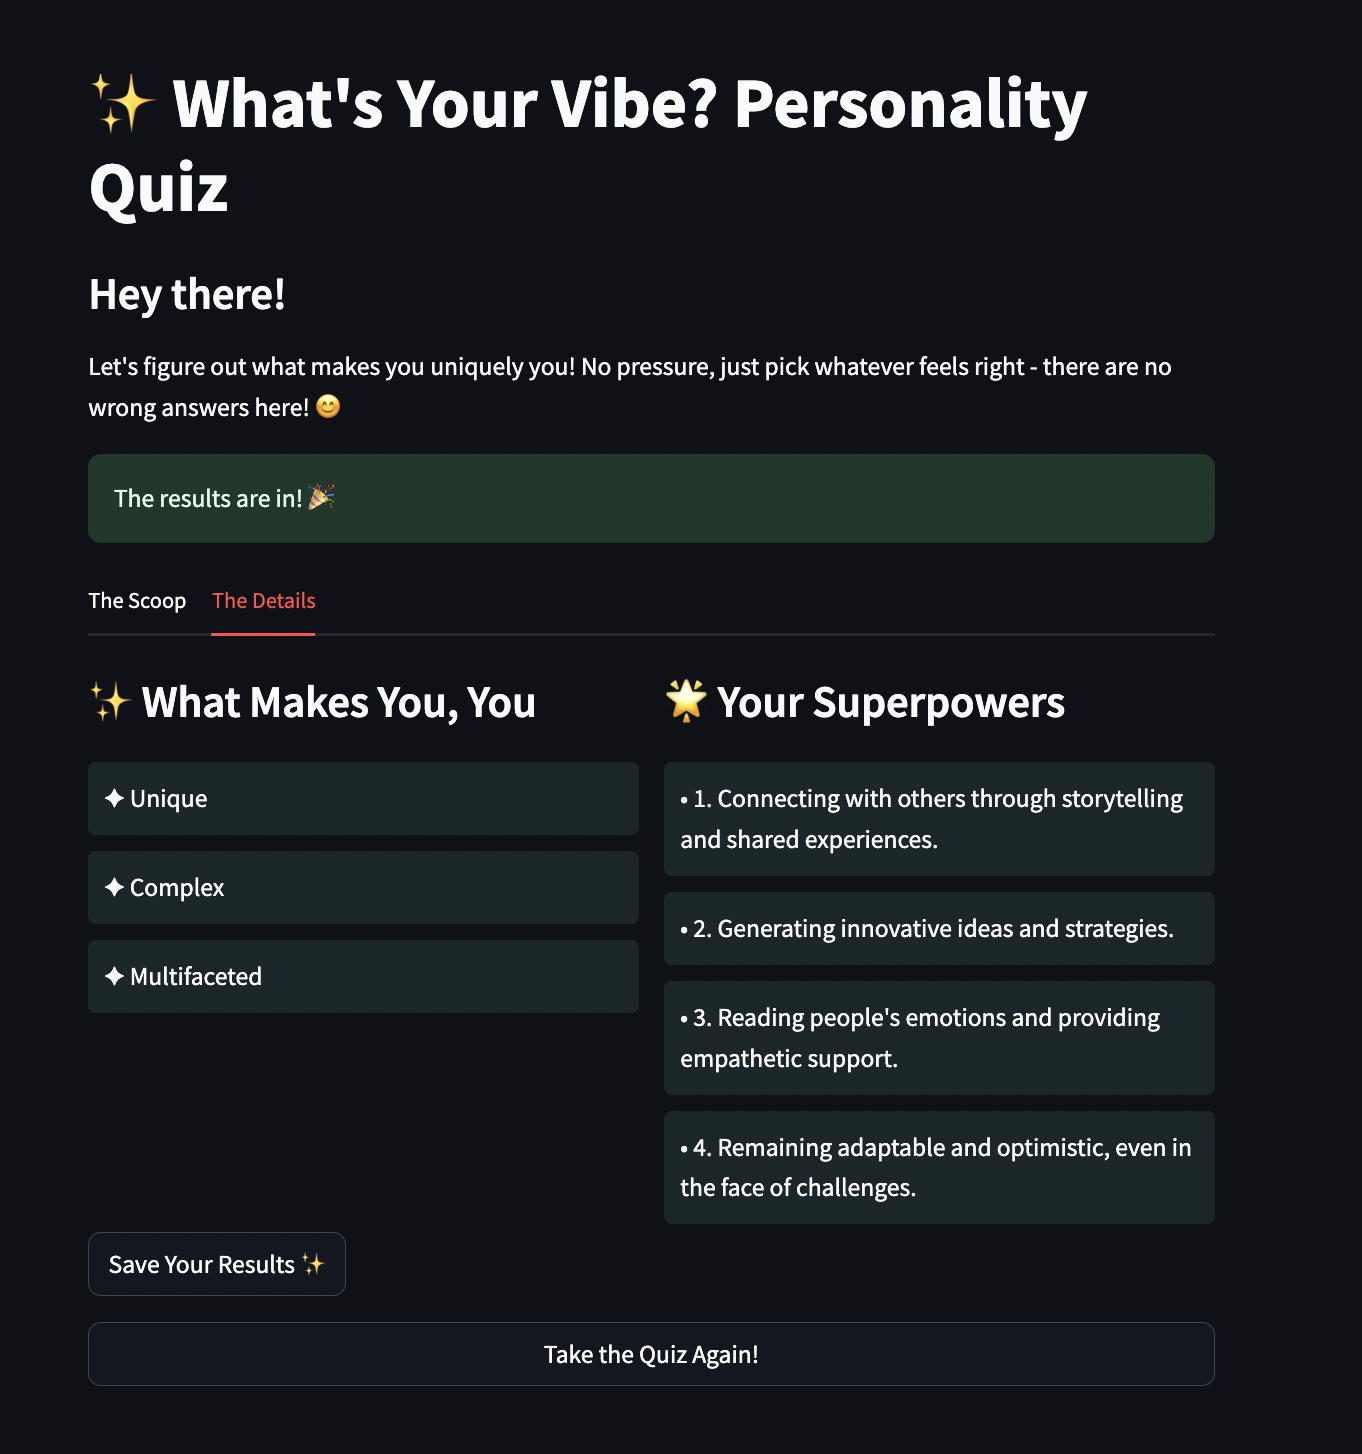 ✨ What's Your Vibe? Personality
Quiz
Hey there!
Let's figure out what makes you uniquely you! No pressure, just pick whatever feels right - there are no
wrong answers here! 😊
The results are in! 🎉
The Scoop
The Details
✨ What Makes You, You
✦ Unique
✦ Complex
✦ Multifaceted
🌟 Your Superpowers
• 1. Connecting with others through storytelling
and shared experiences.
• 2. Generating innovative ideas and strategies.
• 3. Reading people's emotions and providing
empathetic support.
• 4. Remaining adaptable and optimistic, even in
the face of challenges.
Save Your Results ✨
Take the Quiz Again!